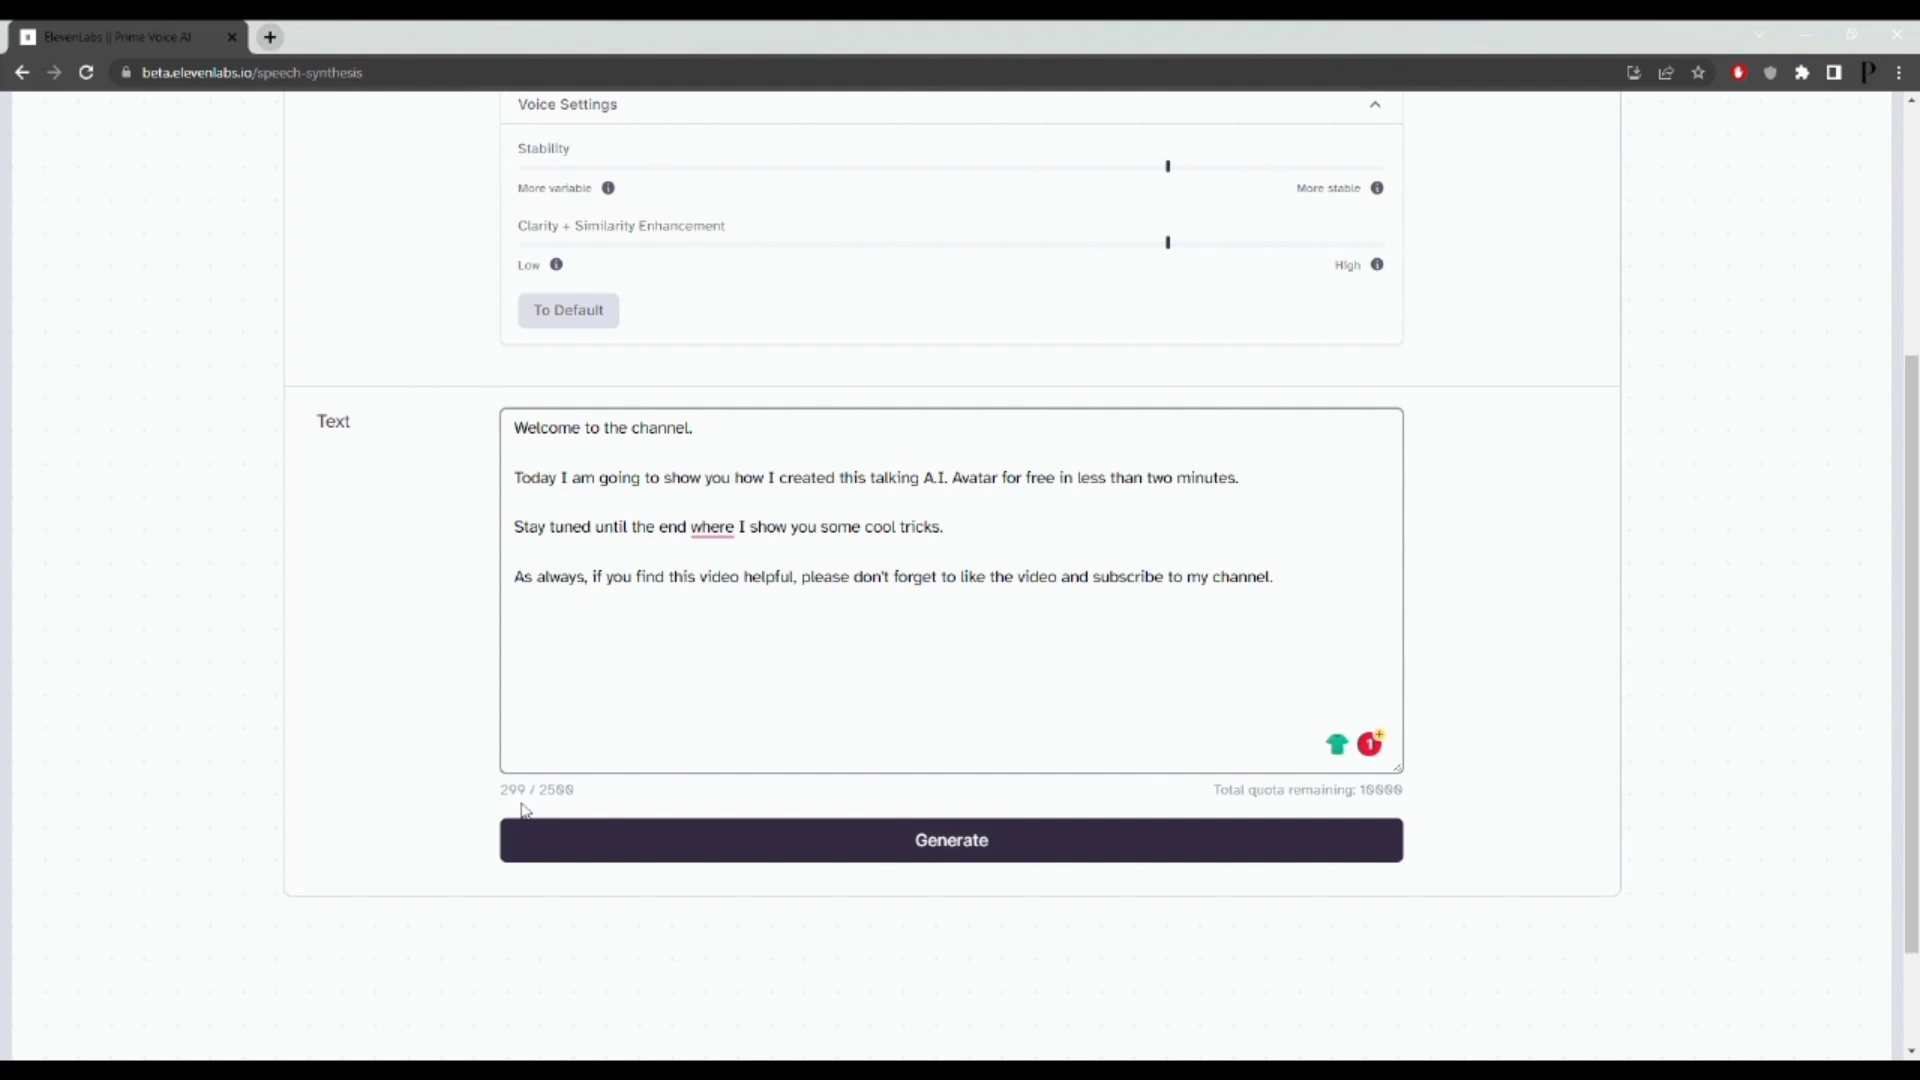 ElevenLabs || Prime Voice AI
beta.elevenlabs.io/speech-synthesis
P
Voice Settings
Stability
More variable
More stable
Clarity + Similarity Enhancement
Low
High
To Default
Text
Welcome to the channel.
Today I am going to show you how I created this talking A.I. Avatar for free in less than two minutes.
Stay tuned until the end where I show you some cool tricks.
As always, if you find this video helpful, please don't forget to like the video and subscribe to my channel.
1
299 / 2500
Total quota remaining: 10000
Generate